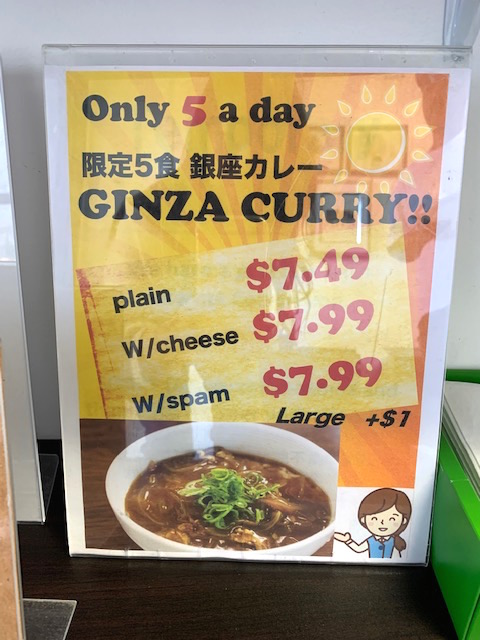 Only 5 a day
限定5食 銀座カレー
GINZA CURRY!!
plain $7.49
W/cheese $7.99
W/spam $7.99
Large +$1